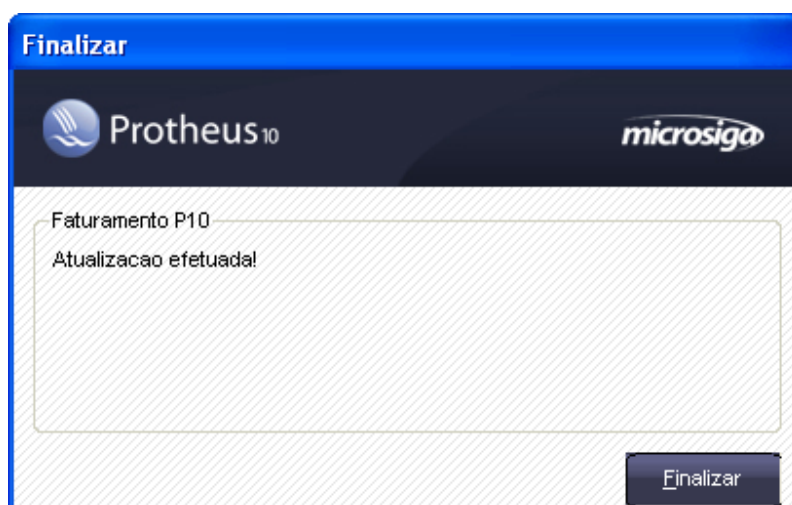 Finalizar
Protheus10
microsiga
Faturamento P10
Atualizacao efetuada!
Finalizar